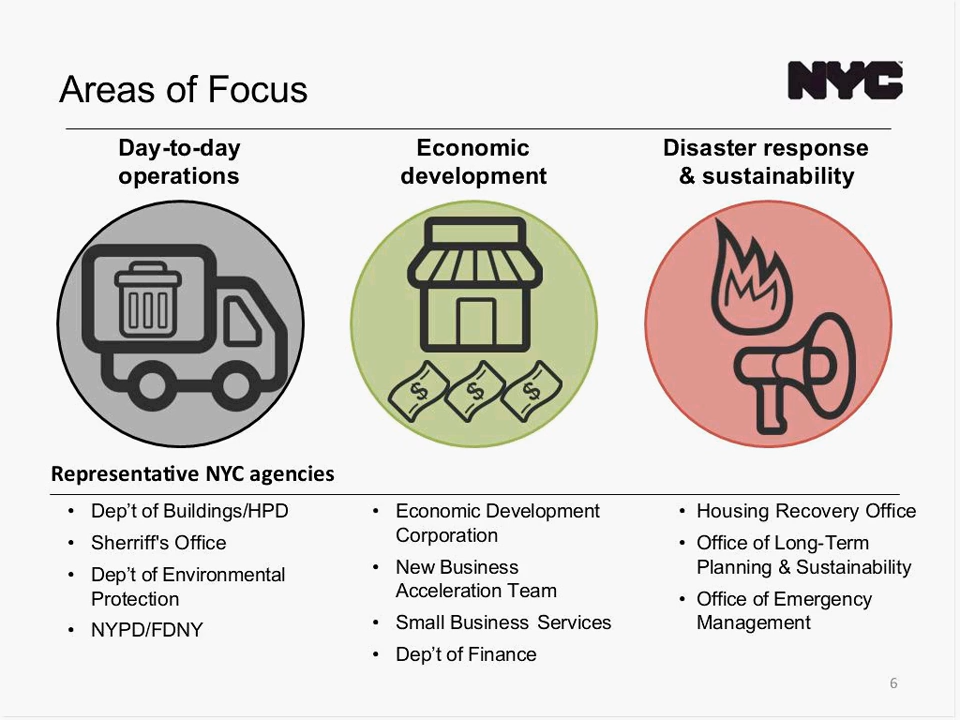 Areas of Focus
NYC
Day-to-day
operations
Economic
development
Disaster response
& sustainability
$ $ $
Representative NYC agencies
• Dep't of Buildings/HPD
• Sherriff's Office
• Dep't of Environmental
Protection
• NYPD/FDNY
• Economic Development
Corporation
• New Business
Acceleration Team
• Small Business Services
• Dep't of Finance
• Housing Recovery Office
• Office of Long-Term
Planning & Sustainability
• Office of Emergency
Management
6